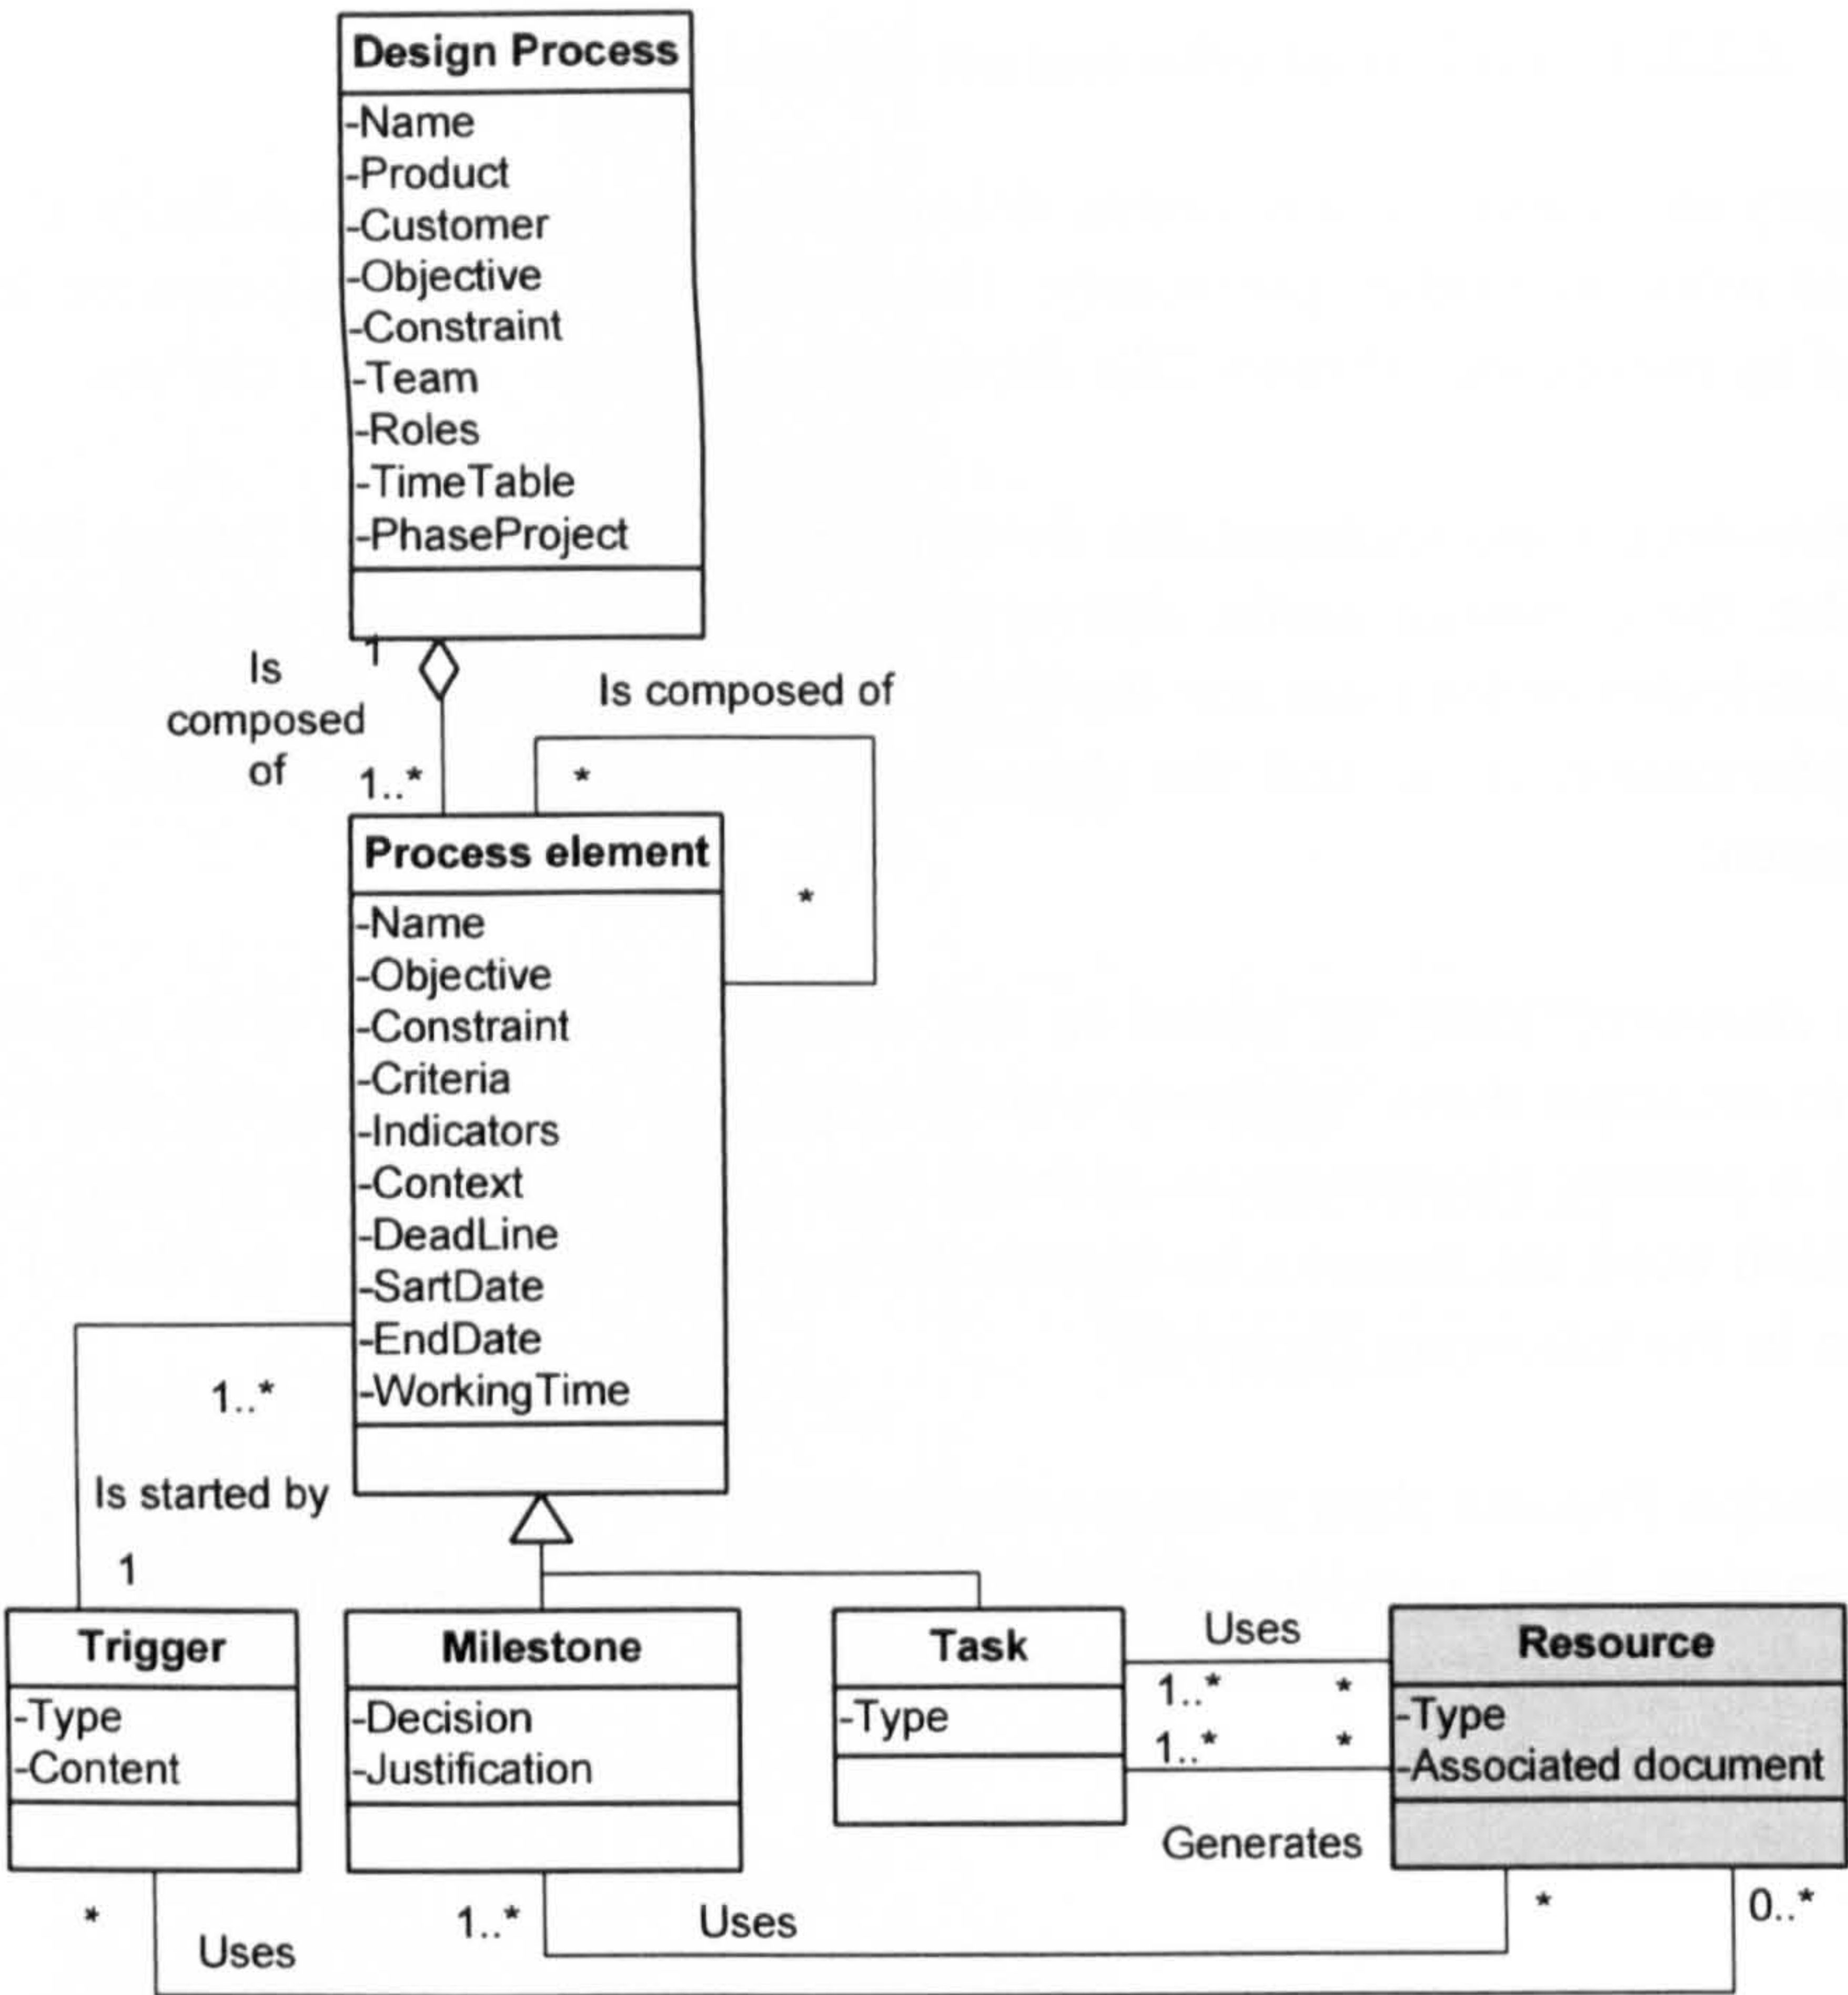 Design Process
-Name
-Product
-Customer
-Objective
-Constraint
-Team
-Roles
-TimeTable
-PhaseProject
1
Is
composed
of
1..*
Is composed of
*
*
Process element
-Name
-Objective
-Constraint
-Criteria
-Indicators
-Context
-DeadLine
-SartDate
-EndDate
-WorkingTime
1..*
Is started by
1
Trigger
-Type
-Content
Milestone
-Decision
-Justification
Task
-Type
Uses
1..* *
1..* *
Generates
Resource
-Type
-Associated document
*
Uses
1..*
Uses
*
0..*